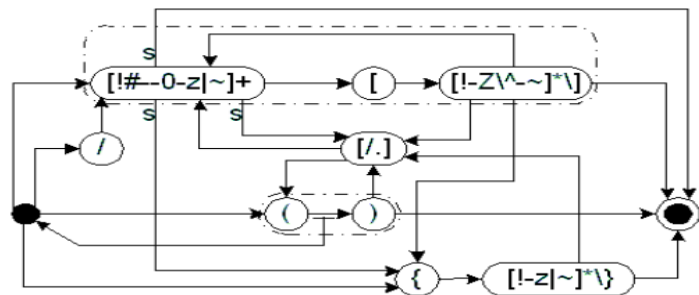 s
[!#--0-z|~]+ [ [!-Z\^-~]*\]
s s
/ [/.]
( )
{ [!-z|~]*\}